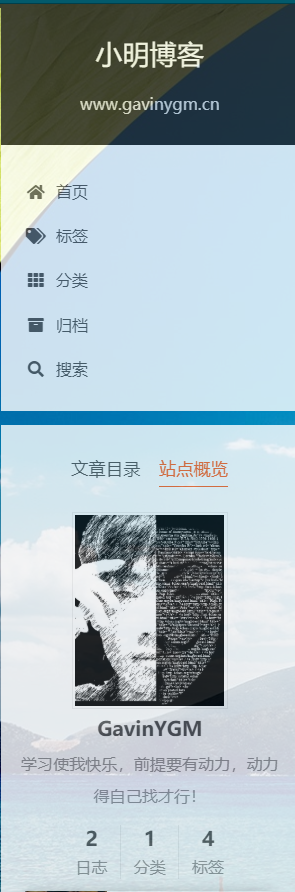 小明博客
www.gavinygm.cn
首页
标签
分类
归档
搜索
文章目录 站点概览
GavinYGM
学习使我快乐，前提要有动力，动力
得自己找才行！
2 1 4
日志 分类 标签